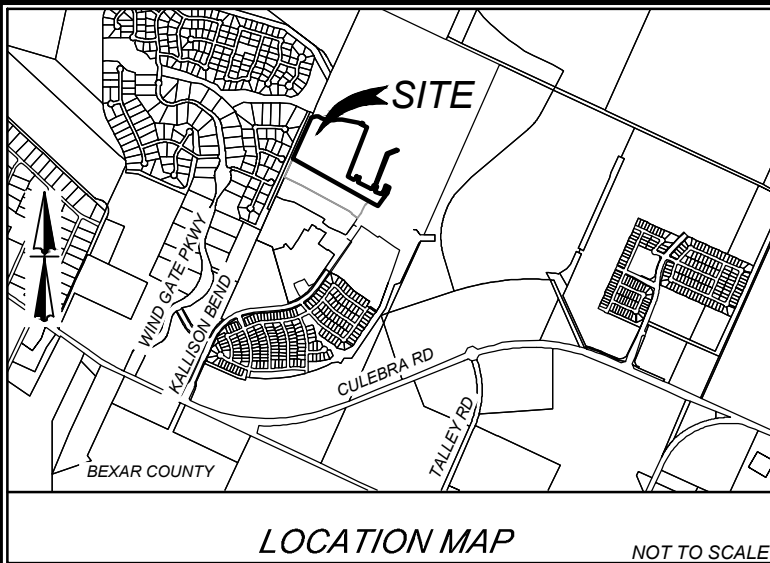 SITE
WIND GATE PKWY
KALLISON BEND
CULEBRA RD
TALLEY RD
BEXAR COUNTY
LOCATION MAP
NOT TO SCALE